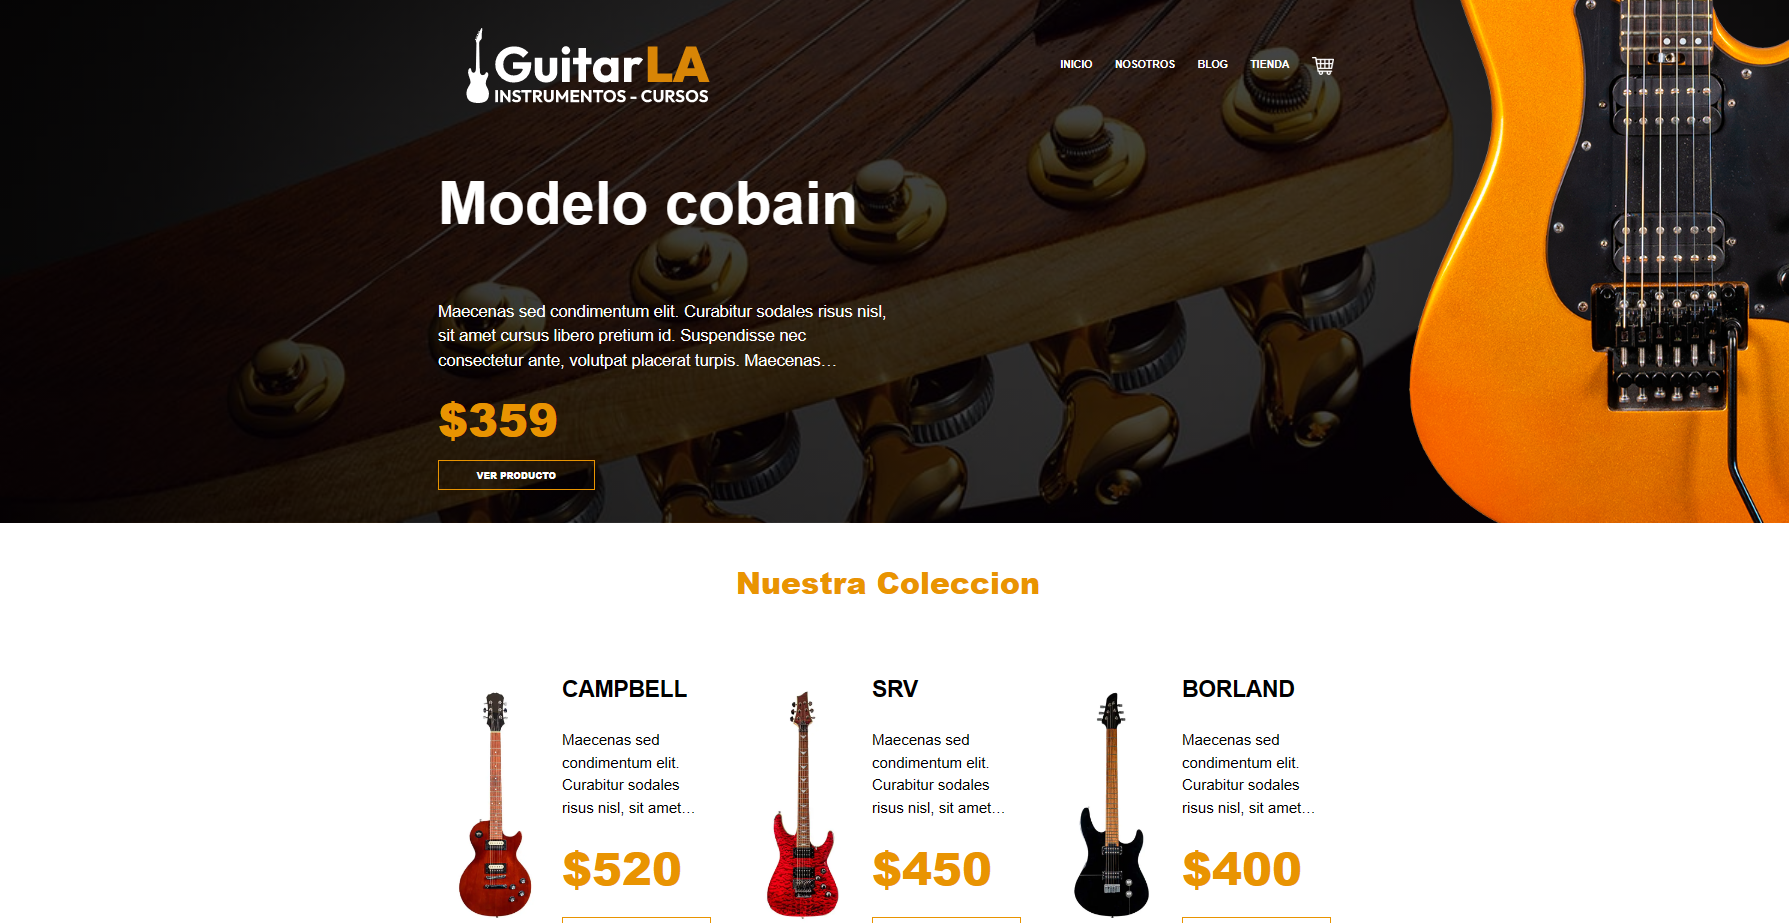 GuitarLA
INSTRUMENTOS - CURSOS
INICIO NOSOTROS BLOG TIENDA
Modelo cobain
Maecenas sed condimentum elit. Curabitur sodales risus nisl,
sit amet cursus libero pretium id. Suspendisse nec
consectetur ante, volutpat placerat turpis. Maecenas…
$359
VER PRODUCTO
Nuestra Coleccion
CAMPBELL
Maecenas sed
condimentum elit.
Curabitur sodales
risus nisl, sit amet…
$520
SRV
Maecenas sed
condimentum elit.
Curabitur sodales
risus nisl, sit amet…
$450
BORLAND
Maecenas sed
condimentum elit.
Curabitur sodales
risus nisl, sit amet…
$400